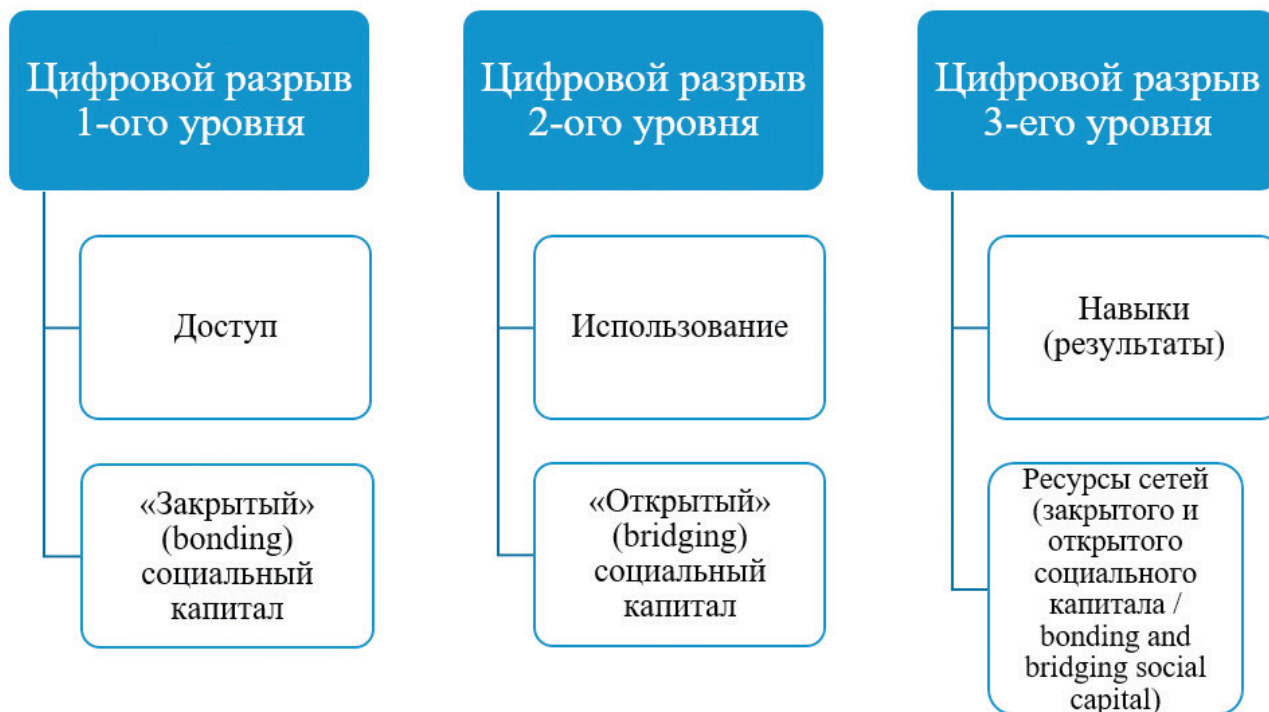 Цифровой разрыв
1-ого уровня
Доступ
«Закрытый»
(bonding)
социальный
капитал
Цифровой разрыв
2-ого уровня
Использование
«Открытый»
(bridging)
социальный
капитал
Цифровой разрыв
3-его уровня
Навыки
(результаты)
Ресурсы сетей
(закрытого и
открытого
социального
капитала /
bonding and
bridging social
capital)